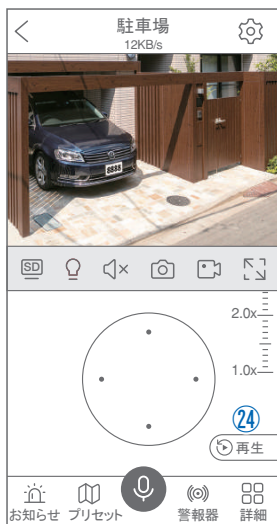 駐車場
12KB/s
8888
SD
2.0x
1.0x
㉔
再生
お知らせ
プリセット
警報器
詳細